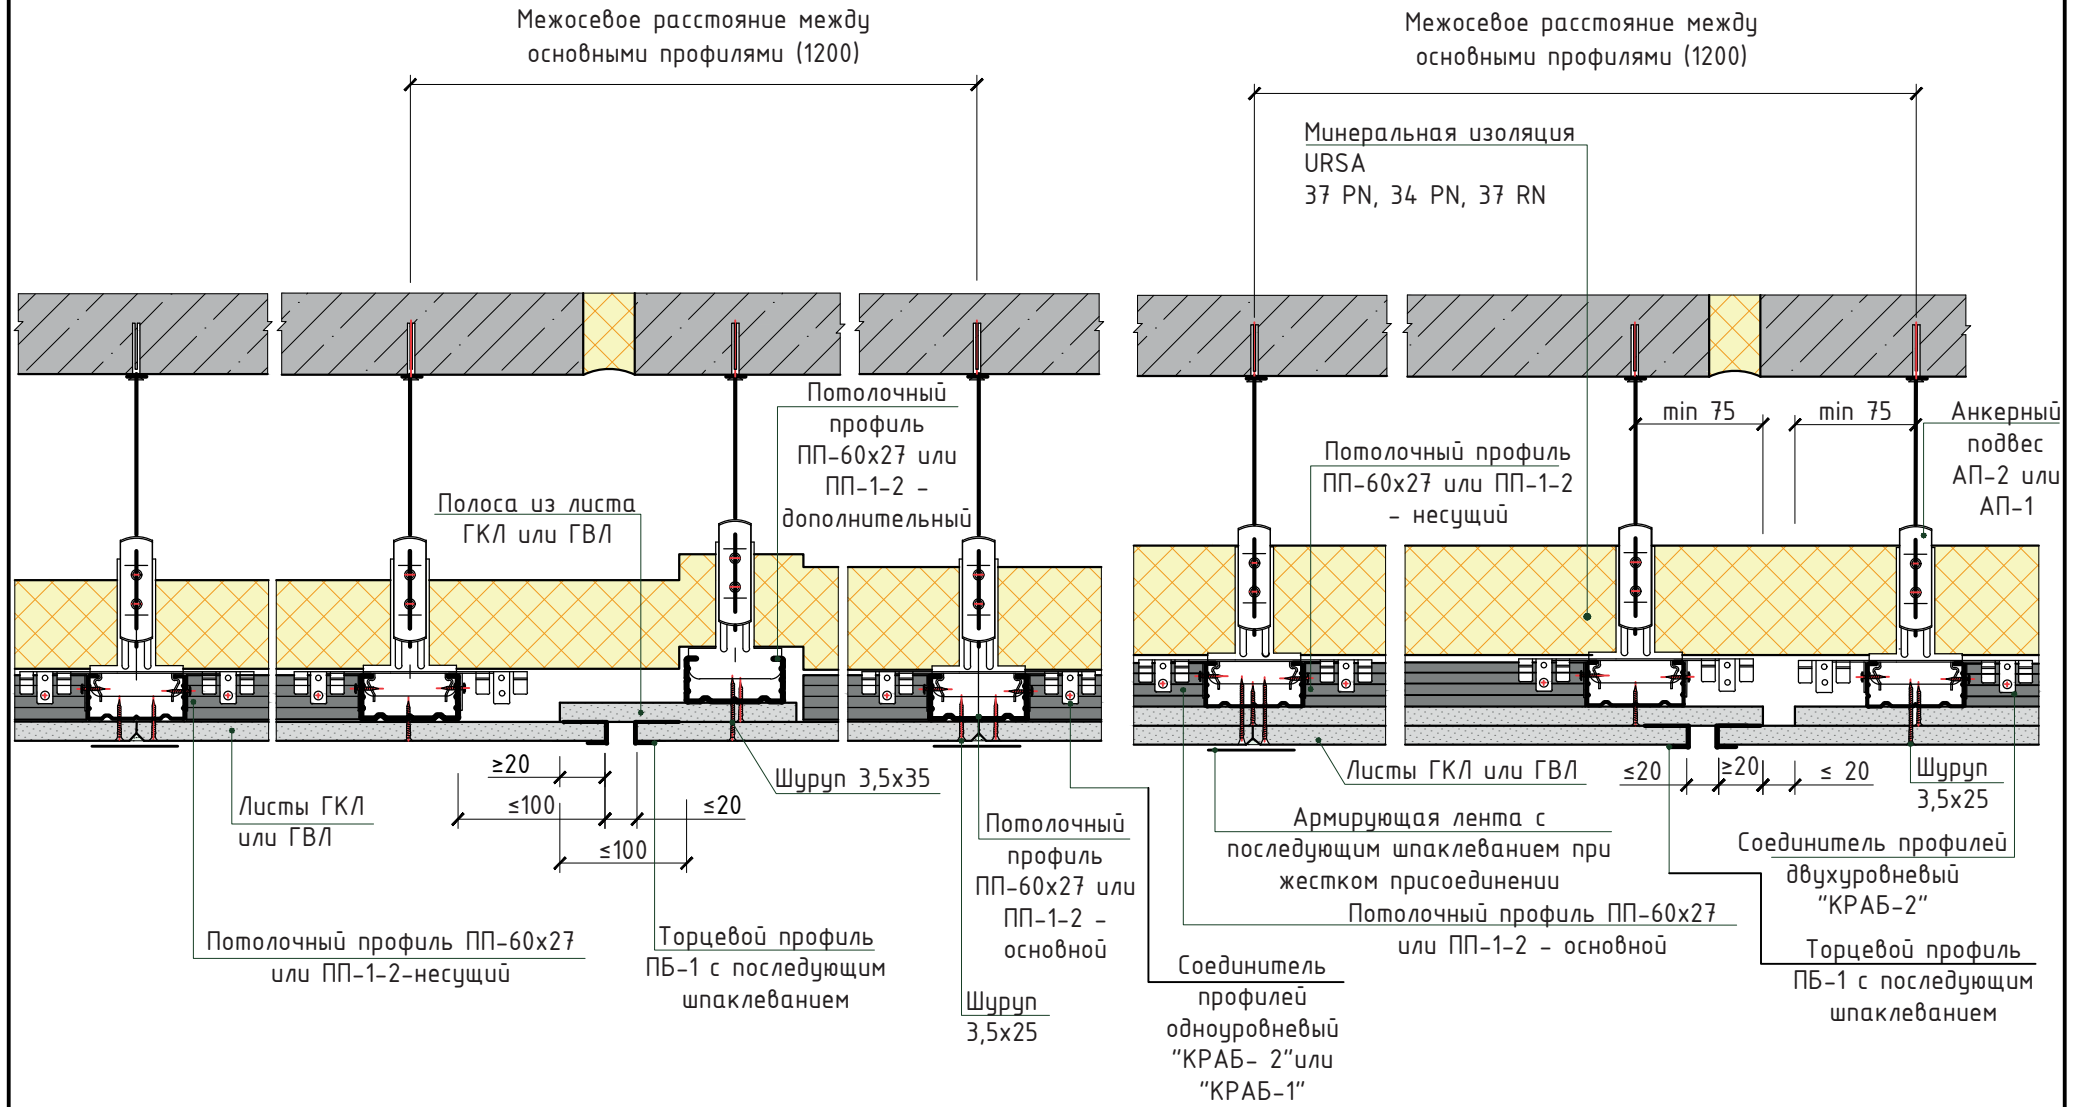 Межосевое расстояние между
основными профилями (1200)
Межосевое расстояние между
основными профилями (1200)
Минеральная изоляция
URSA
37 PN, 34 PN, 37 RN
Потолочный
профиль
ПП-60х27 или
ПП-1-2 -
дополнительный
Полоса из листа
ГКЛ или ГВЛ
Потолочный профиль
ПП-60х27 или ПП-1-2
- несущий
min 75
min 75
Анкерный
подвес
АП-2 или
АП-1
≥20
≤100
≤20
≤100
Шуруп 3,5х35
Листы ГКЛ
или ГВЛ
Потолочный профиль ПП-60х27
или ПП-1-2-несущий
Торцевой профиль
ПБ-1 с последующим
шпаклеванием
Потолочный
профиль
ПП-60х27 или
ПП-1-2 -
основной
Шуруп
3,5х25
Соединитель
профилей
одноуровневый
"КРАБ- 2"или
"КРАБ-1"
Листы ГКЛ или ГВЛ
Армирующая лента с
последующим шпаклеванием при
жестком присоединении
Потолочный профиль ПП-60х27
или ПП-1-2 - основной
≤20
≥20
≤ 20
Шуруп
3,5х25
Соединитель профилей
двухуровневый
"КРАБ-2"
Торцевой профиль
ПБ-1 с последующим
шпаклеванием